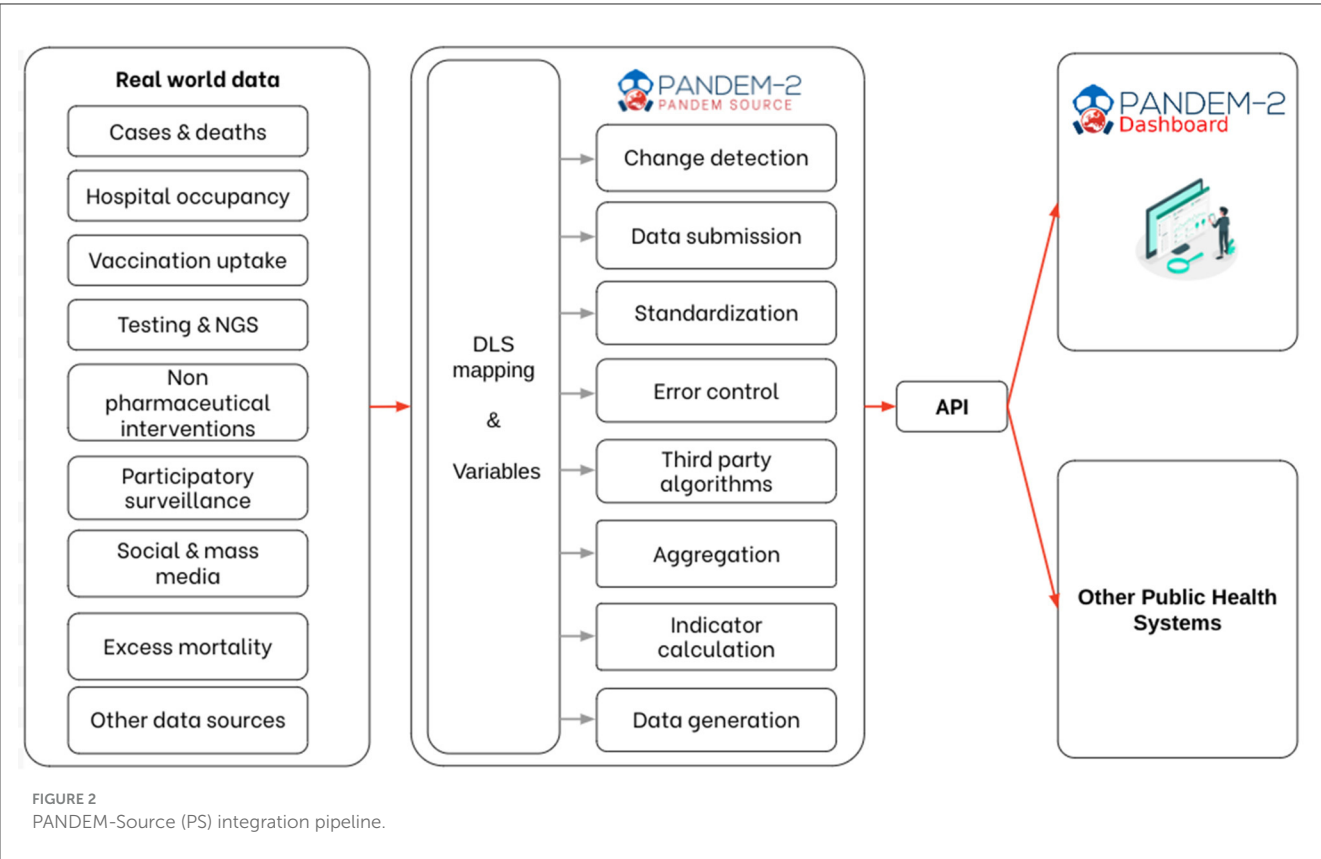 Real world data
Cases & deaths
Hospital occupancy
Vaccination uptake
Testing & NGS
Non
pharmaceutical
interventions
Participatory
surveillance
Social & mass
media
Excess mortality
Other data sources
DLS
mapping
&
Variables
PANDEM-2
PANDEM SOURCE
Change detection
Data submission
Standardization
Error control
Third party
algorithms
Aggregation
Indicator
calculation
Data generation
API
PANDEM-2
Dashboard
Other Public Health
Systems
FIGURE 2
PANDEM-Source (PS) integration pipeline.